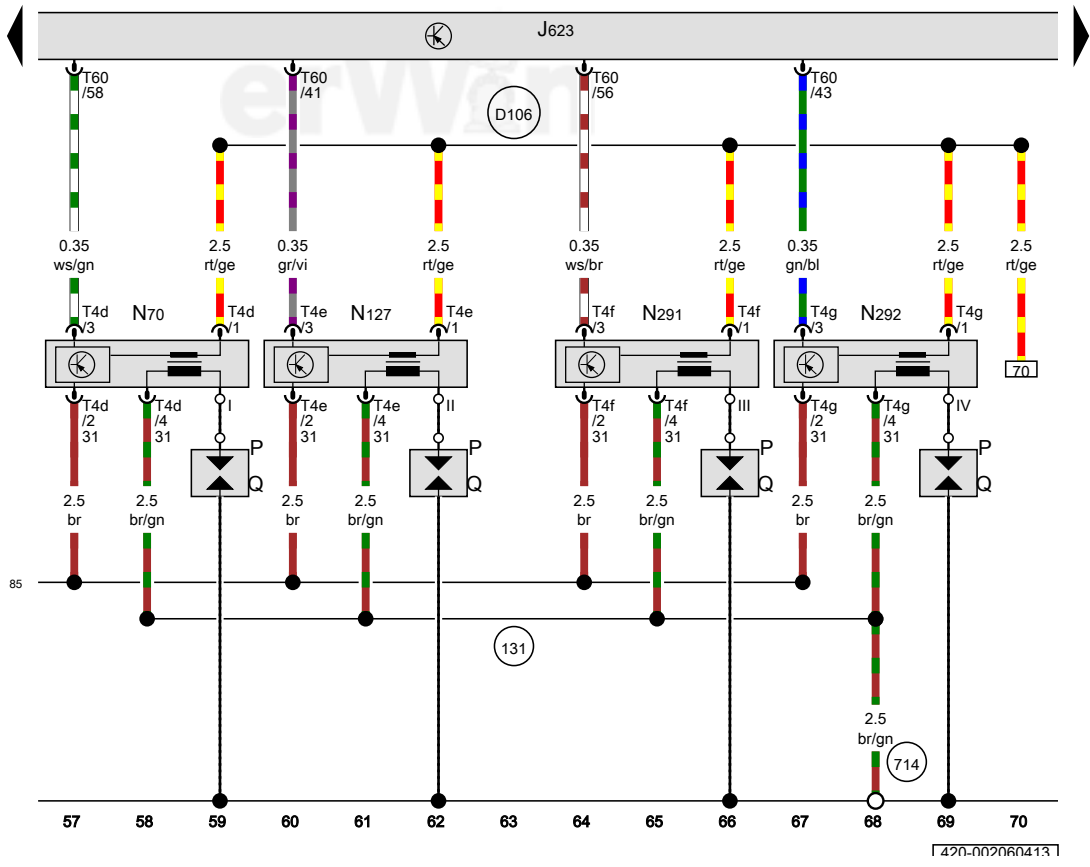 J623
erWin
T60 T60 T60 T60
/58 /41 /56 /43
D106
0.35 2.5 0.35 2.5 0.35 2.5 0.35 2.5 2.5
ws/gn rt/ge gr/vi rt/ge ws/br rt/ge gn/bl rt/ge rt/ge
T4d N70 T4d T4e N127 T4e T4f N291 T4f T4g N292 T4g
/3 /1 /3 /1 /3 /1 /3 /1
70
T4d T4d I T4e T4e II T4f T4f III T4g T4g IV
/2 /4 /2 /4 /2 /4 /2 /4
31 31 31 31 31 31 31 31
P P P P
Q Q Q Q
2.5 2.5 2.5 2.5 2.5 2.5 2.5 2.5
br br/gn br br/gn br br/gn br br/gn
85
131
2.5
br/gn
714
57 58 59 60 61 62 63 64 65 66 67 68 69 70
420-002060413